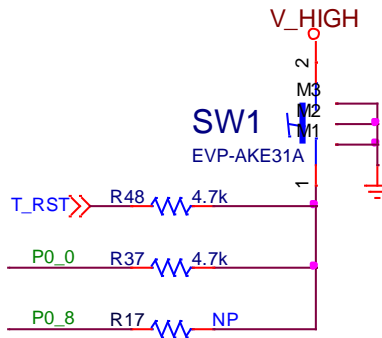 V_HIGH
2
M3
M2
M1
SW1
EVP-AKE31A
1
T_RST R48 4.7k
P0_0 R37 4.7k
P0_8 R17 NP